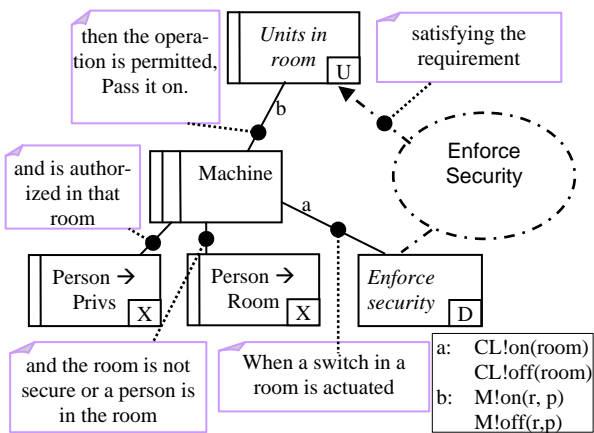 then the opera-
tion is permitted,
Pass it on.
Units in
room
U
satisfying the
requirement
b
Enforce
Security
and is author-
ized in that
room
Machine
a
Person →
Privs
X
Person →
Room
X
Enforce
security
D
and the room is not
secure or a person is
in the room
When a switch in a
room is actuated
a: CL!on(room)
CL!off(room)
b: M!on(r, p)
M!off(r,p)